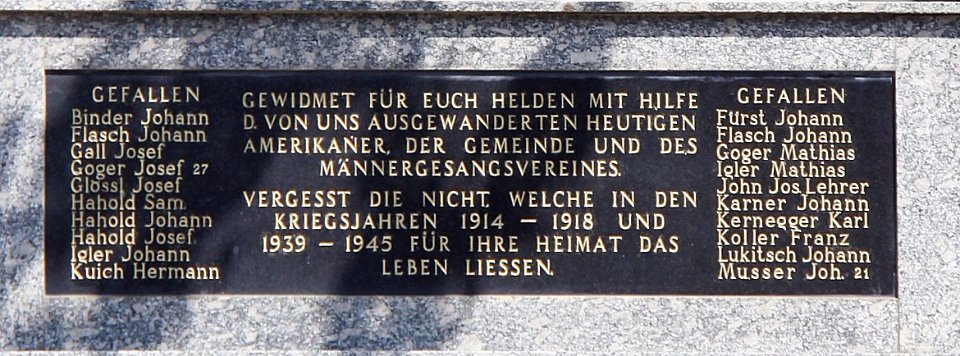 GEFALLEN
Binder Johann
Flasch Johann
Gall Josef
Goger Josef 27
Glössl Josef
Hahold Sam.
Hahold Johann
Hahold Josef.
Igler Johann
Kuich Hermann
GEWIDMET FÜR EUCH HELDEN MIT HILFE
D. VON UNS AUSGEWANDERTEN HEUTIGEN
AMERIKANER, DER GEMEINDE UND DES
MÄNNERGESANGSVEREINES.
VERGESST DIE NICHT, WELCHE IN DEN
KRIEGSJAHREN 1914 – 1918 UND
1939 – 1945 FÜR IHRE HEIMAT DAS
LEBEN LIESSEN.
GEFALLEN
Fürst Johann
Flasch Johann
Goger Mathias
Igler Mathias
John Jos. Lehrer
Karner Johann
Kernegger Karl
Koller Franz
Lukitsch Johann
Musser Joh. 21